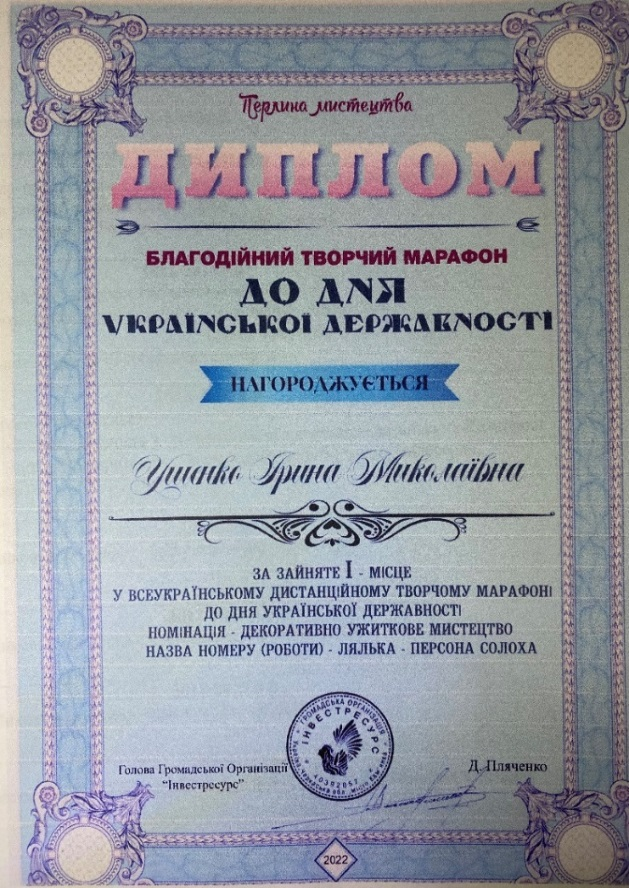 Перлина мистецтва
ДИПЛОМ
БЛАГОДІЙНИЙ ТВОРЧИЙ МАРАФОН
ДО ДНЯ
УКРАЇНСЬКОЇ ДЕРЖАВНОСТІ
НАГОРОДЖУЄТЬСЯ
Ірина Миколаївна
ЗА ЗАЙНЯТЕ І - МІСЦЕ
У ВСЕУКРАЇНСЬКОМУ ДИСТАНЦІЙНОМУ ТВОРЧОМУ МАРАФОНІ
ДО ДНЯ УКРАЇНСЬКОЇ ДЕРЖАВНОСТІ
НОМІНАЦІЯ - ДЕКОРАТИВНО УЖИТКОВЕ МИСТЕЦТВО
НАЗВА НОМЕРУ (РОБОТИ) - ЛЯЛЬКА - ПЕРСОНА СОЛОХА
ГРОМАДСЬКА ОРГАНІЗАЦІЯ
ІНВЕСТРЕСУРС
Голова Громадської Організації
"Інвестресурс"
Д. Пляченко
2022